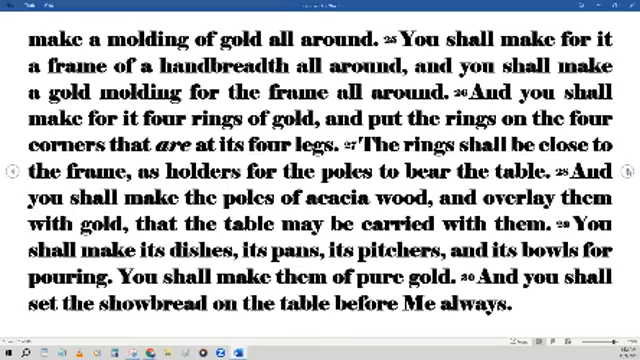 make a molding of gold all around. 25 You shall make for it
a frame of a handbreadth all around, and you shall make
a gold molding for the frame all around. 26 And you shall
make for it four rings of gold, and put the rings on the four
corners that are at its four legs. 27 The rings shall be close to
the frame, as holders for the poles to bear the table. 28 And
you shall make the poles of acacia wood, and overlay them
with gold, that the table may be carried with them. 29 You
shall make its dishes, its pans, its pitchers, and its bowls for
pouring. You shall make them of pure gold. 30 And you shall
set the showbread on the table before Me always.